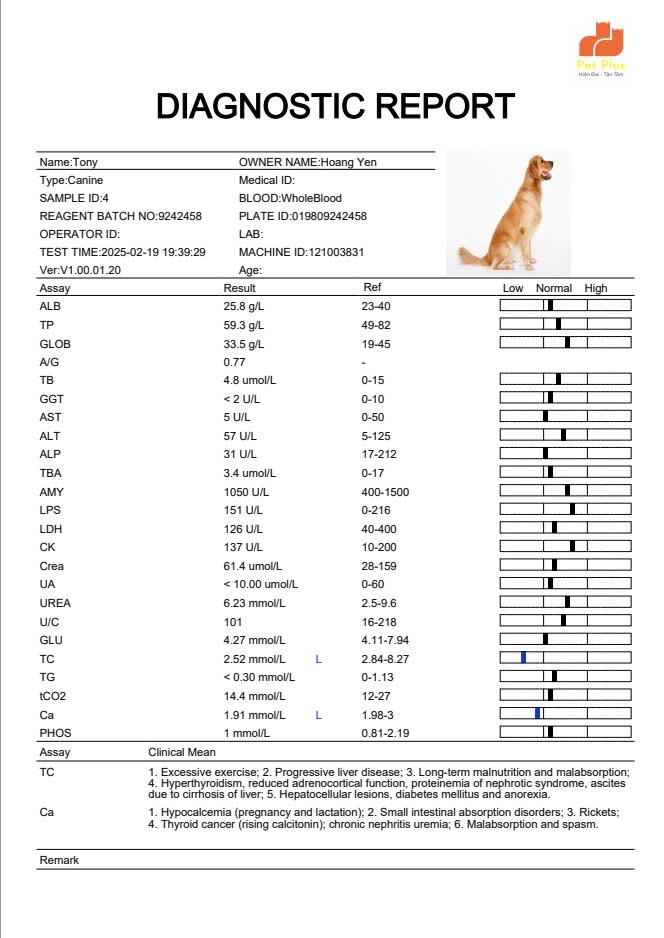 Pet Plus
Hiện Đại - Tận Tâm
DIAGNOSTIC REPORT
Name:Tony OWNER NAME:Hoang Yen
Type:Canine Medical ID:
SAMPLE ID:4 BLOOD:WholeBlood
REAGENT BATCH NO:9242458 PLATE ID:019809242458
OPERATOR ID: LAB:
TEST TIME:2025-02-19 19:39:29 MACHINE ID:121003831
Ver:V1.00.01.20 Age:
Assay Result Ref Low Normal High
ALB 25.8 g/L 23-40
TP 59.3 g/L 49-82
GLOB 33.5 g/L 19-45
A/G 0.77 -
TB 4.8 umol/L 0-15
GGT < 2 U/L 0-10
AST 5 U/L 0-50
ALT 57 U/L 5-125
ALP 31 U/L 17-212
TBA 3.4 umol/L 0-17
AMY 1050 U/L 400-1500
LPS 151 U/L 0-216
LDH 126 U/L 40-400
CK 137 U/L 10-200
Crea 61.4 umol/L 28-159
UA < 10.00 umol/L 0-60
UREA 6.23 mmol/L 2.5-9.6
U/C 101 16-218
GLU 4.27 mmol/L 4.11-7.94
TC 2.52 mmol/L L 2.84-8.27
TG < 0.30 mmol/L 0-1.13
tCO2 14.4 mmol/L 12-27
Ca 1.91 mmol/L L 1.98-3
PHOS 1 mmol/L 0.81-2.19
Assay Clinical Mean
TC 1. Excessive exercise; 2. Progressive liver disease; 3. Long-term malnutrition and malabsorption;
4. Hyperthyroidism, reduced adrenocortical function, proteinemia of nephrotic syndrome, ascites
due to cirrhosis of liver; 5. Hepatocellular lesions, diabetes mellitus and anorexia.
Ca 1. Hypocalcemia (pregnancy and lactation); 2. Small intestinal absorption disorders; 3. Rickets;
4. Thyroid cancer (rising calcitonin); chronic nephritis uremia; 6. Malabsorption and spasm.
Remark